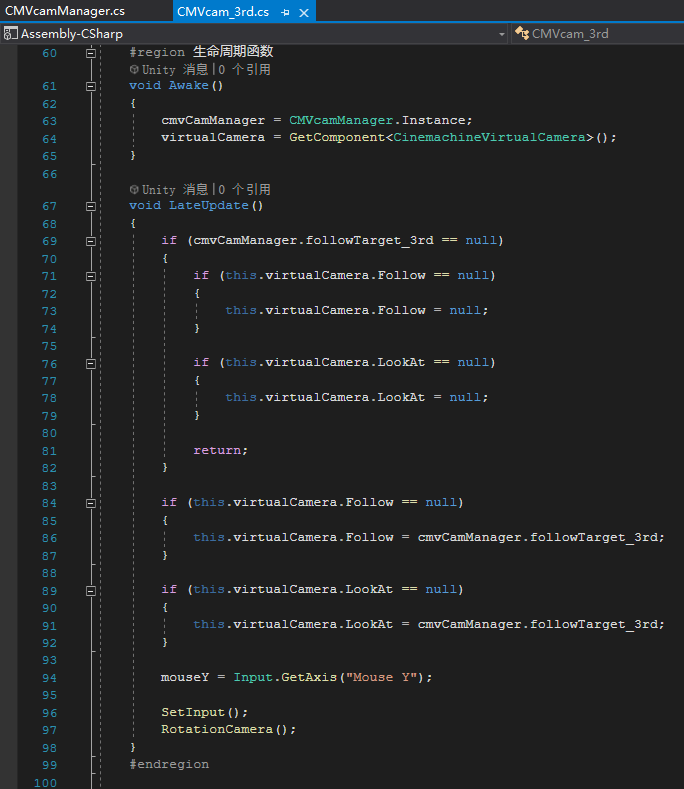 CMVcamManager.cs
CMVcam_3rd.cs
Assembly-CSharp
CMVcam_3rd
60 #region 生命周期函数
Unity 消息|0 个引用
61 void Awake()
62 {
63 cmvCamManager = CMVcamManager.Instance;
64 virtualCamera = GetComponent<CinemachineVirtualCamera>();
65 }
66
Unity 消息|0 个引用
67 void LateUpdate()
68 {
69 if (cmvCamManager.followTarget_3rd == null)
70 {
71 if (this.virtualCamera.Follow == null)
72 {
73 this.virtualCamera.Follow = null;
74 }
75
76 if (this.virtualCamera.LookAt == null)
77 {
78 this.virtualCamera.LookAt = null;
79 }
80
81 return;
82 }
83
84 if (this.virtualCamera.Follow == null)
85 {
86 this.virtualCamera.Follow = cmvCamManager.followTarget_3rd;
87 }
88
89 if (this.virtualCamera.LookAt == null)
90 {
91 this.virtualCamera.LookAt = cmvCamManager.followTarget_3rd;
92 }
93
94 mouseY = Input.GetAxis("Mouse Y");
95
96 SetInput();
97 RotationCamera();
98 }
99 #endregion
100